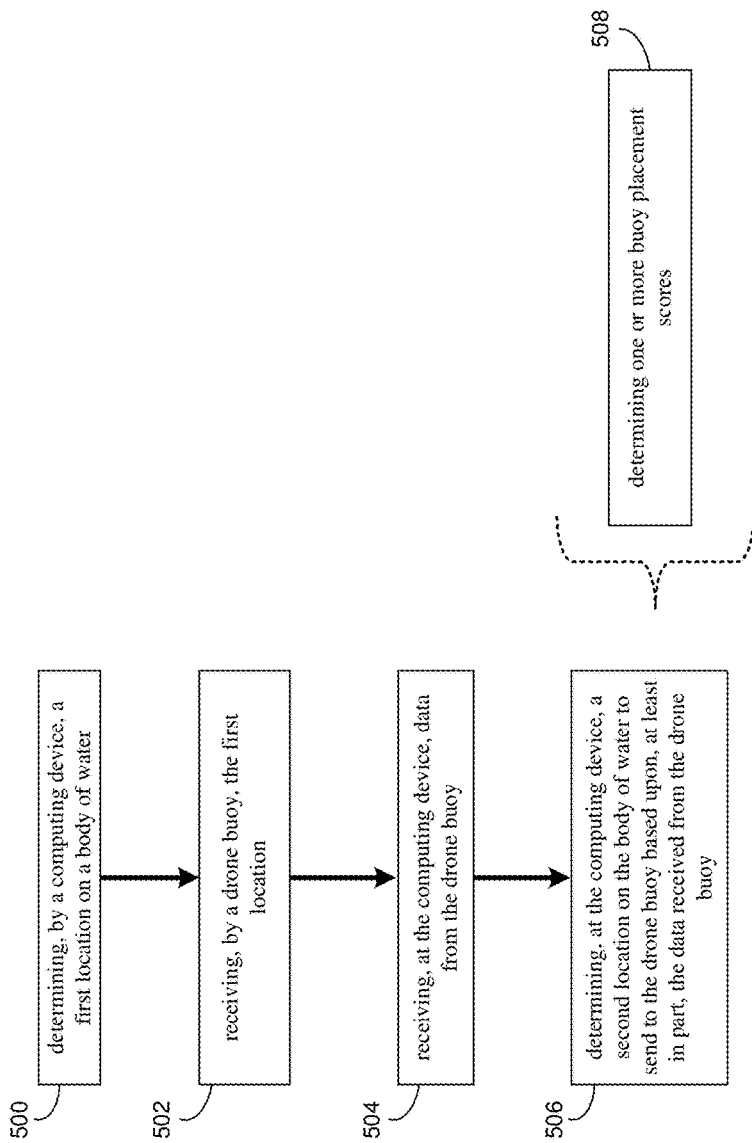 500
determining, by a computing device, a
first location on a body of water
502
receiving, by a drone buoy, the first
location
504
receiving, at the computing device, data
from the drone buoy
506
determining, at the computing device, a
second location on the body of water to
send to the drone buoy based upon, at least
in part, the data received from the drone
buoy
508
determining one or more buoy placement
scores